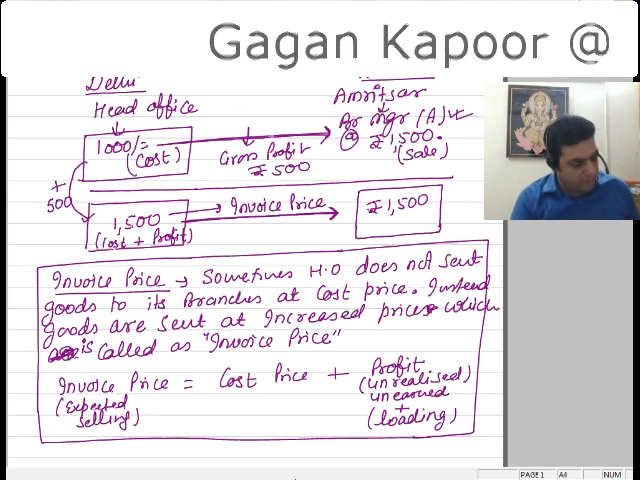 Gagan Kapoor @
Delhi
Head office
Amritsar
Br mgr (A)
1000/=
(Cost)
Gross Profit
₹ 500
@ ₹ 1,500.
(Sale)
+
500
1,500
(Cost + Profit)
Invoice Price
₹ 1,500
Invoice Price → Sometimes H.O does not sent
goods to its Branches at Cost price. Instead
goods are sent at Increased price which
is called as "Invoice Price"
Invoice Price = Cost Price + Profit
(Expected
selling)
(unrealised)
unearned
+
(loading)
PAGE 1 A4 NUM